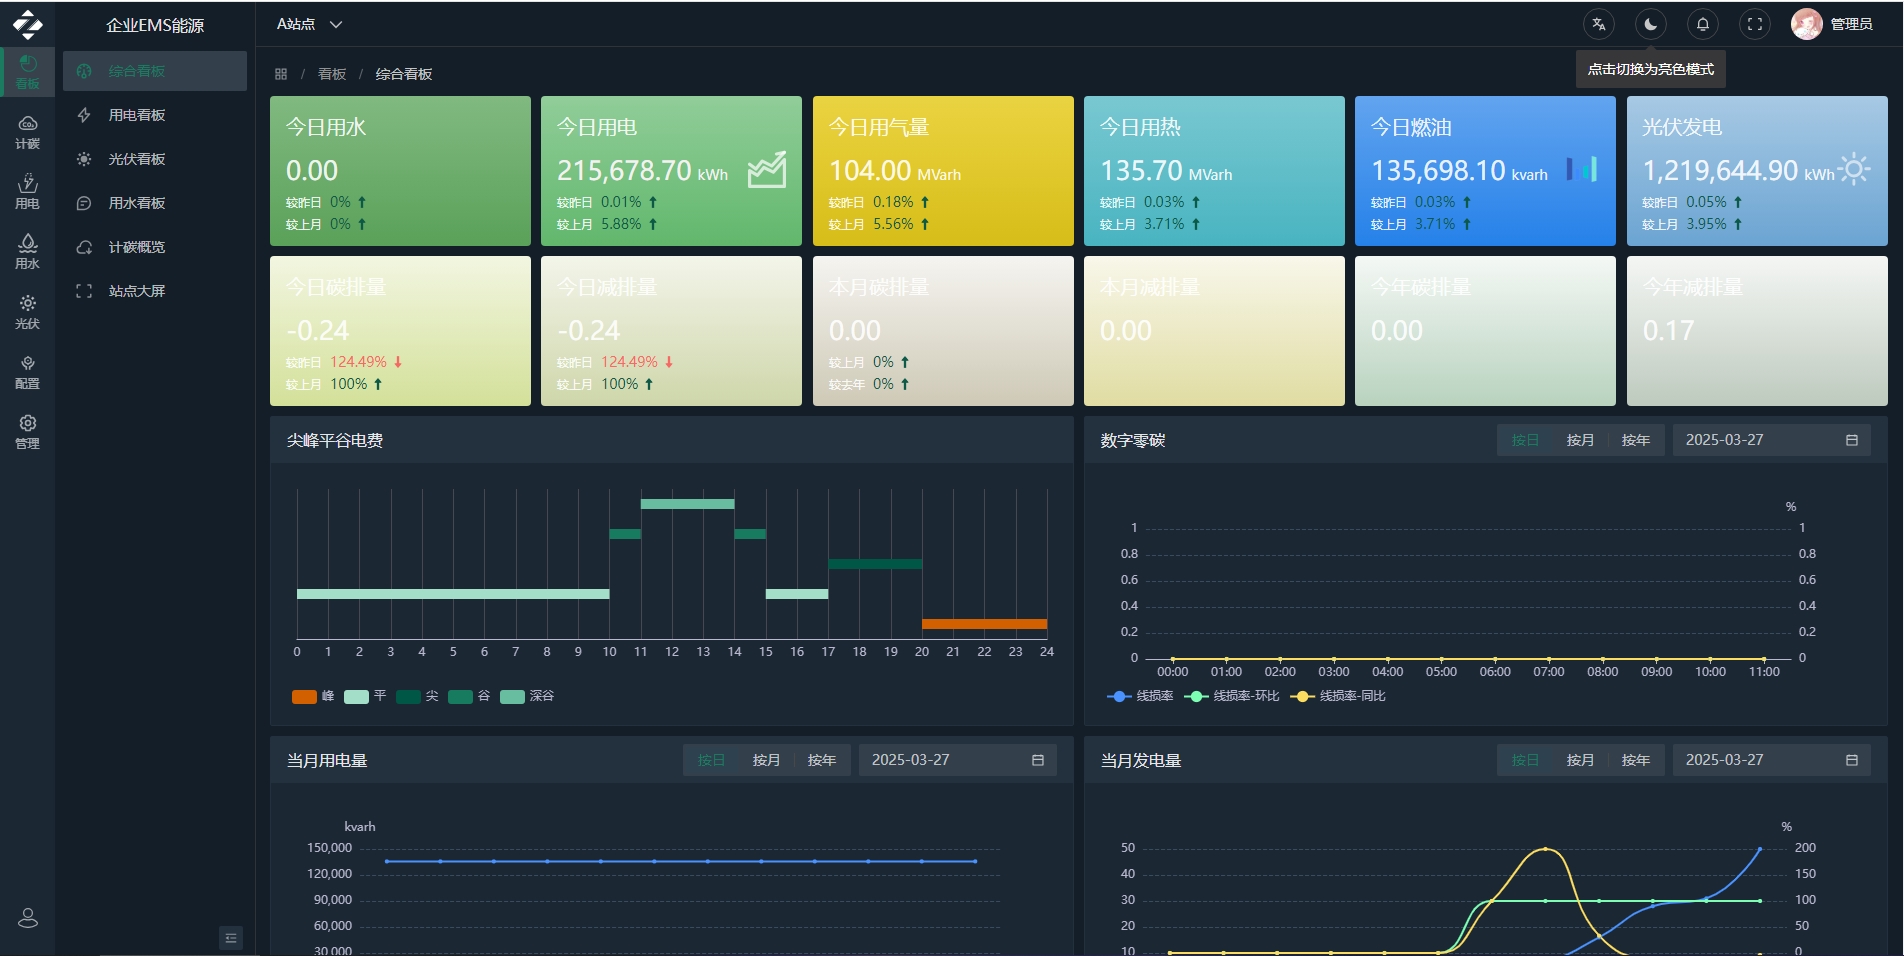 企业EMS能源
A站点
管理员
点击切换为亮色模式
看板
计碳
用电
用水
光伏
配置
管理
综合看板
用电看板
光伏看板
用水看板
计碳概览
站点大屏
/ 看板 / 综合看板
今日用水
0.00
较昨日 0%
较上月 0%
今日用电
215,678.70 kWh
较昨日 0.01%
较上月 5.88%
今日用气量
104.00 MVarh
较昨日 0.18%
较上月 5.56%
今日用热
135.70 MVarh
较昨日 0.03%
较上月 3.71%
今日燃油
135,698.10 kvarh
较昨日 0.03%
较上月 3.71%
光伏发电
1,219,644.90 kWh
较昨日 0.05%
较上月 3.95%
今日碳排量
-0.24
较昨日 124.49%
较上月 100%
今日减排量
-0.24
较昨日 124.49%
较上月 100%
本月碳排量
0.00
较上月 0%
较去年 0%
本月减排量
0.00
今年碳排量
0.00
今年减排量
0.17
尖峰平谷电费
0 1 2 3 4 5 6 7 8 9 10 11 12 13 14 15 16 17 18 19 20 21 22 23 24
峰 平 尖 谷 深谷
数字零碳
按日 按月 按年 2025-03-27
%
1 1
0.8 0.8
0.6 0.6
0.4 0.4
0.2 0.2
0 0
00:00 01:00 02:00 03:00 04:00 05:00 06:00 07:00 08:00 09:00 10:00 11:00
线损率 线损率-环比 线损率-同比
当月用电量
按日 按月 按年 2025-03-27
kvarh
150,000
120,000
90,000
60,000
30,000
当月发电量
按日 按月 按年 2025-03-27
%
50 200
40 150
30 100
20 50
10 0